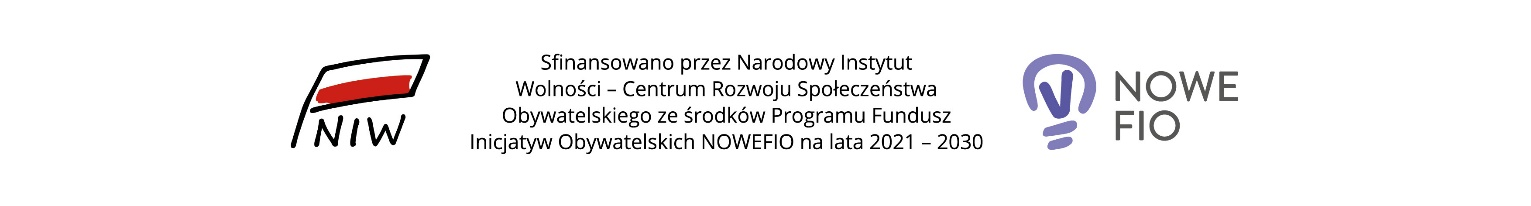 NIW
Sfinansowano przez Narodowy Instytut
Wolności – Centrum Rozwoju Społeczeństwa
Obywatelskiego ze środków Programu Fundusz
Inicjatyw Obywatelskich NOWEFIO na lata 2021 – 2030
NOWE
FIO